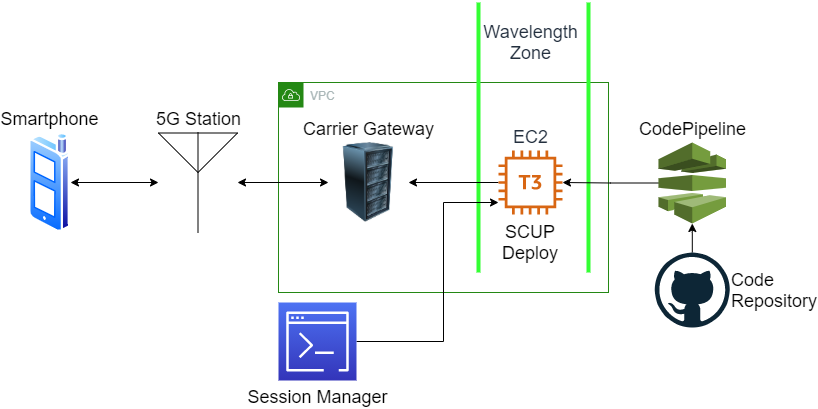 Wavelength
Zone
VPC
Smartphone
5G Station
Carrier Gateway
EC2
CodePipeline
T3
SCUP
Deploy
Code
Repository
Session Manager